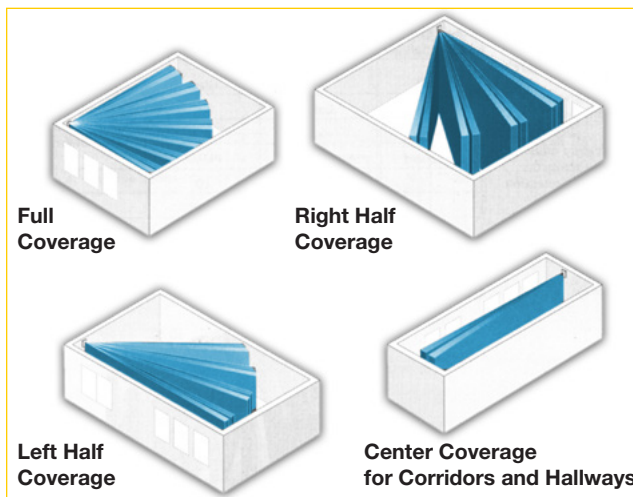 Full
Coverage
Right Half
Coverage
Left Half
Coverage
Center Coverage
for Corridors and Hallways